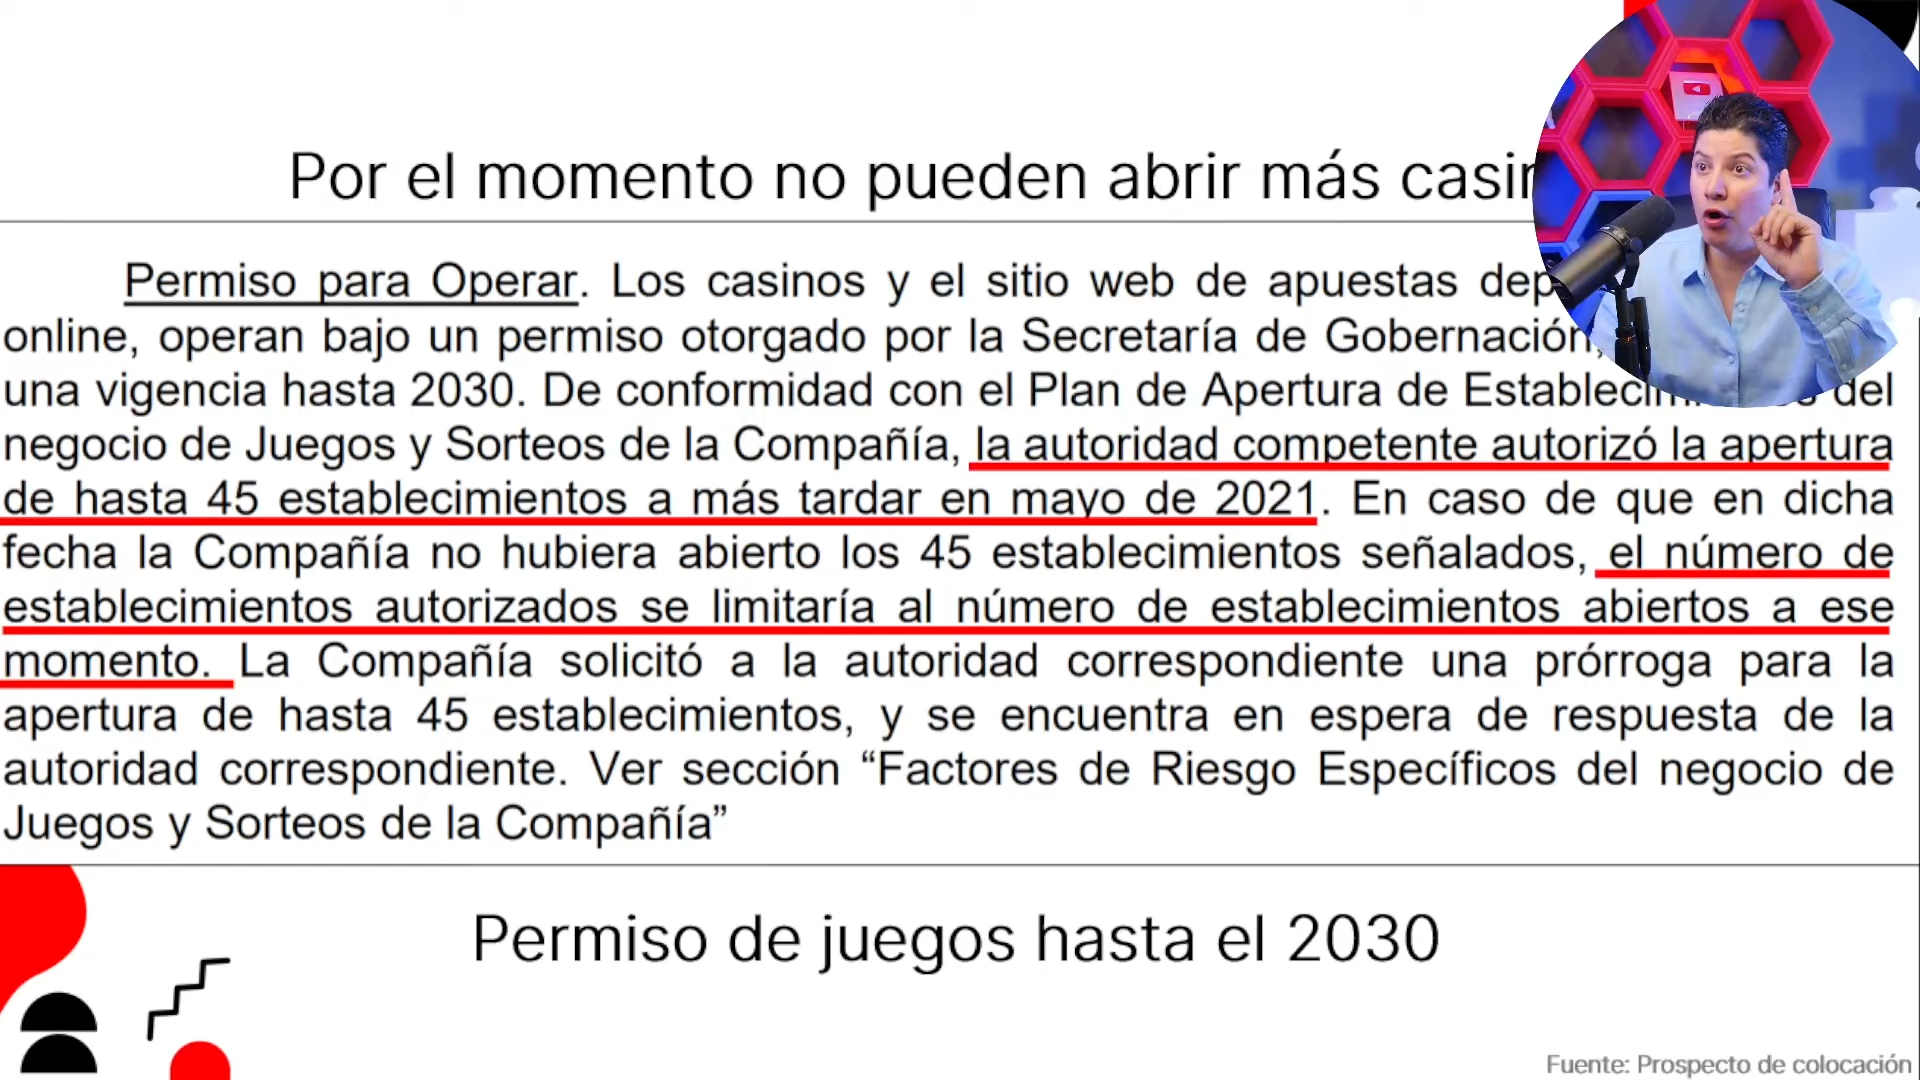 Por el momento no pueden abrir más
Permiso para Operar. Los casinos y el sitio web de apuestas
online, operan bajo un permiso otorgado por la Secretaría de Gobernación,
una vigencia hasta 2030. De conformidad con el Plan de Apertura de del
negocio de Juegos y Sorteos de la Compañía, la autoridad competente autorizó la apertura
de hasta 45 establecimientos a más tardar en mayo de 2021. En caso de que en dicha
fecha la Compañía no hubiera abierto los 45 establecimientos señalados, el número de
establecimientos autorizados se limitaría al número de establecimientos abiertos a ese
momento. La Compañía solicitó a la autoridad correspondiente una prórroga para la
apertura de hasta 45 establecimientos, y se encuentra en espera de respuesta de la
autoridad correspondiente. Ver sección “Factores de Riesgo Específicos del negocio de
Juegos y Sorteos de la Compañía”
Permiso de juegos hasta el 2030
Fuente: Prospecto de colocación